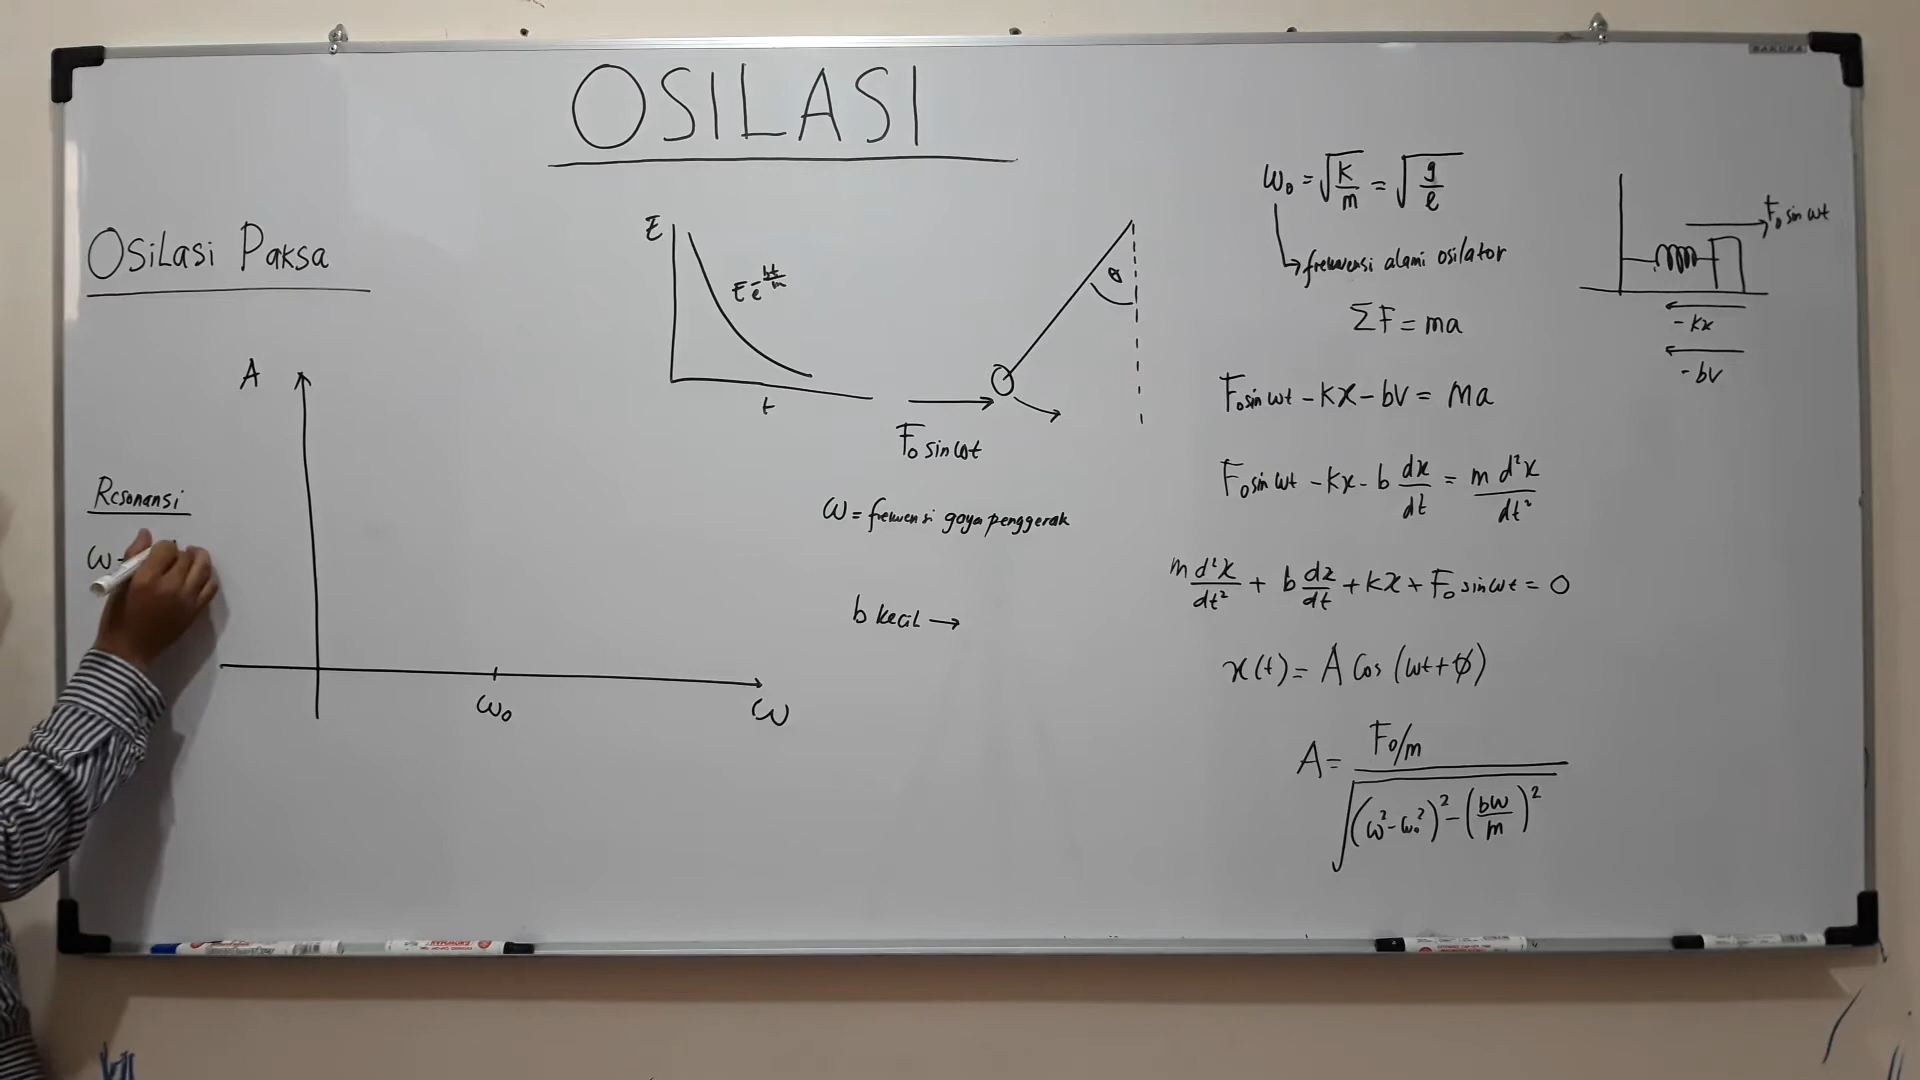 OSILASI
Osilasi Paksa
A
ω₀
ω
Resonansi
ω
E
E e^{-bt/m}
t
θ
F₀ sin ωt
ω = frekuensi gaya penggerak
b kecil →
ω₀ = √(k/m) = √(g/ℓ)
↳ frekuensi alami osilator
ΣF = ma
F₀ sin ωt - kx - bv = ma
F₀ sin ωt - kx - b dx/dt = m d²x/dt²
m d²x/dt² + b dx/dt + kx + F₀ sin ωt = 0
x(t) = A cos (ωt + ϕ)
A = (F₀/m) / √((ω² - ω₀²)² - (bω/m)²)
F₀ sin ωt
-kx
-bv
SAKURA